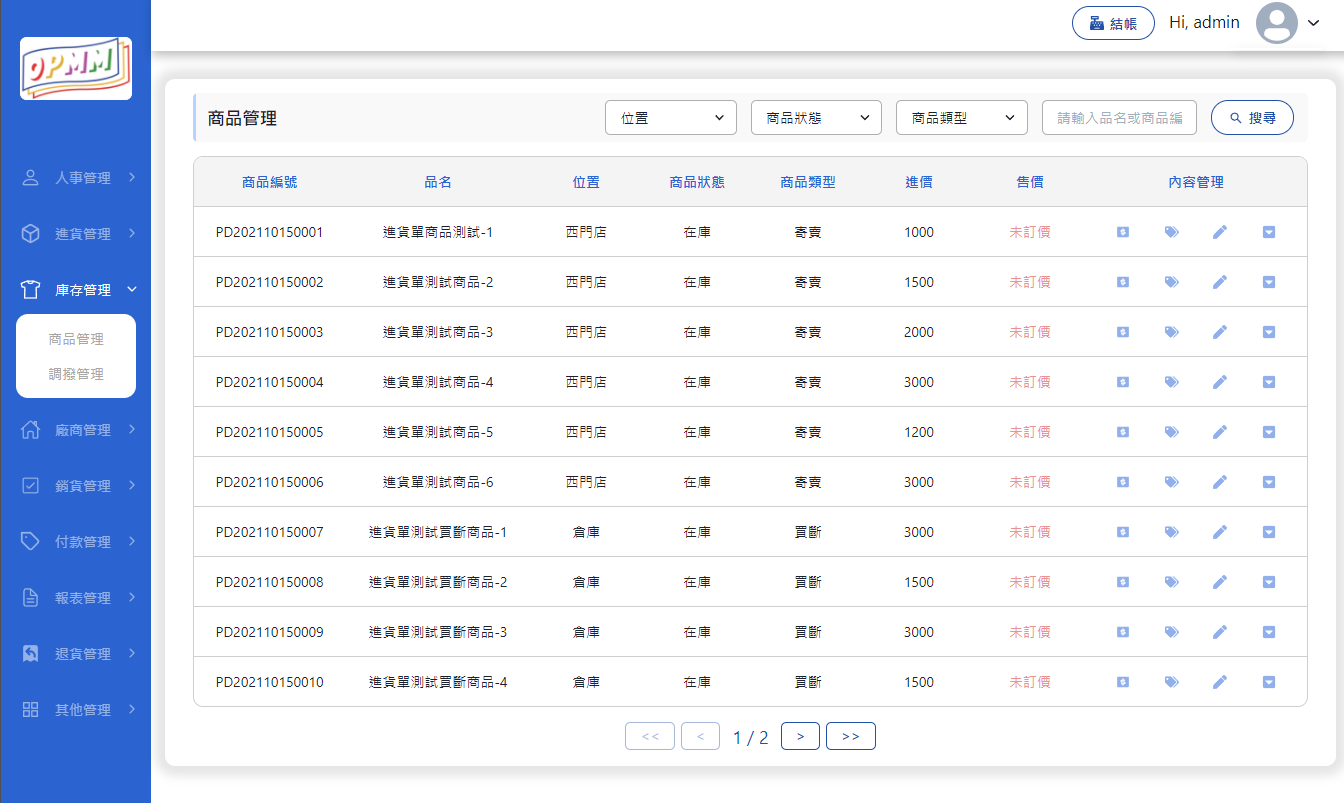 結帳 Hi, admin
OPMM
人事管理
進貨管理
庫存管理
商品管理
調撥管理
廠商管理
銷貨管理
付款管理
報表管理
退貨管理
其他管理
商品管理 位置 商品狀態 商品類型 請輸入品名或商品編 搜尋
商品編號 品名 位置 商品狀態 商品類型 進價 售價 內容管理
PD202110150001 進貨單商品測試-1 西門店 在庫 寄賣 1000 未訂價
PD202110150002 進貨單測試商品-2 西門店 在庫 寄賣 1500 未訂價
PD202110150003 進貨單測試商品-3 西門店 在庫 寄賣 2000 未訂價
PD202110150004 進貨單測試商品-4 西門店 在庫 寄賣 3000 未訂價
PD202110150005 進貨單測試商品-5 西門店 在庫 寄賣 1200 未訂價
PD202110150006 進貨單測試商品-6 西門店 在庫 寄賣 3000 未訂價
PD202110150007 進貨單測試買斷商品-1 倉庫 在庫 買斷 3000 未訂價
PD202110150008 進貨單測試買斷商品-2 倉庫 在庫 買斷 1500 未訂價
PD202110150009 進貨單測試買斷商品-3 倉庫 在庫 買斷 3000 未訂價
PD202110150010 進貨單測試買斷商品-4 倉庫 在庫 買斷 1500 未訂價
<< < 1 / 2 > >>